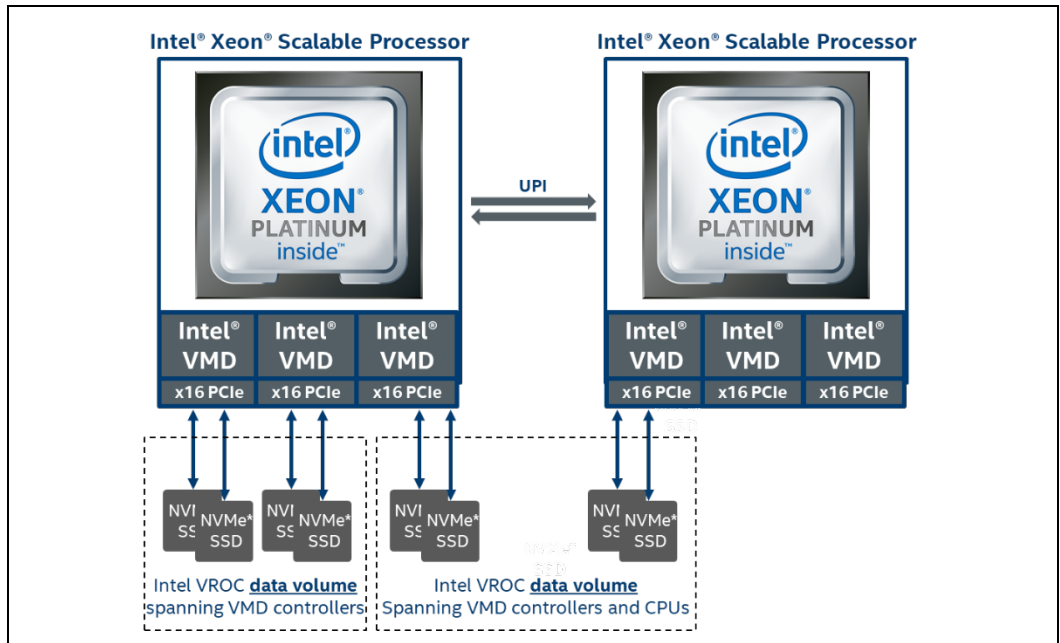 Intel® Xeon® Scalable Processor
Intel® Xeon® Scalable Processor
intel®
XEON®
PLATINUM
inside™
UPI
intel®
XEON®
PLATINUM
inside™
Intel® Intel® Intel®
VMD VMD VMD
x16 PCIe x16 PCIe x16 PCIe
Intel® Intel® Intel®
VMD VMD VMD
x16 PCIe x16 PCIe x16 PCIe
NVMe*
SSD
NVMe*
SSD
NVMe*
SSD
NVMe*
SSD
SSD
SSD
Intel VROC data volume
spanning VMD controllers
Intel VROC data volume
Spanning VMD controllers and CPUs